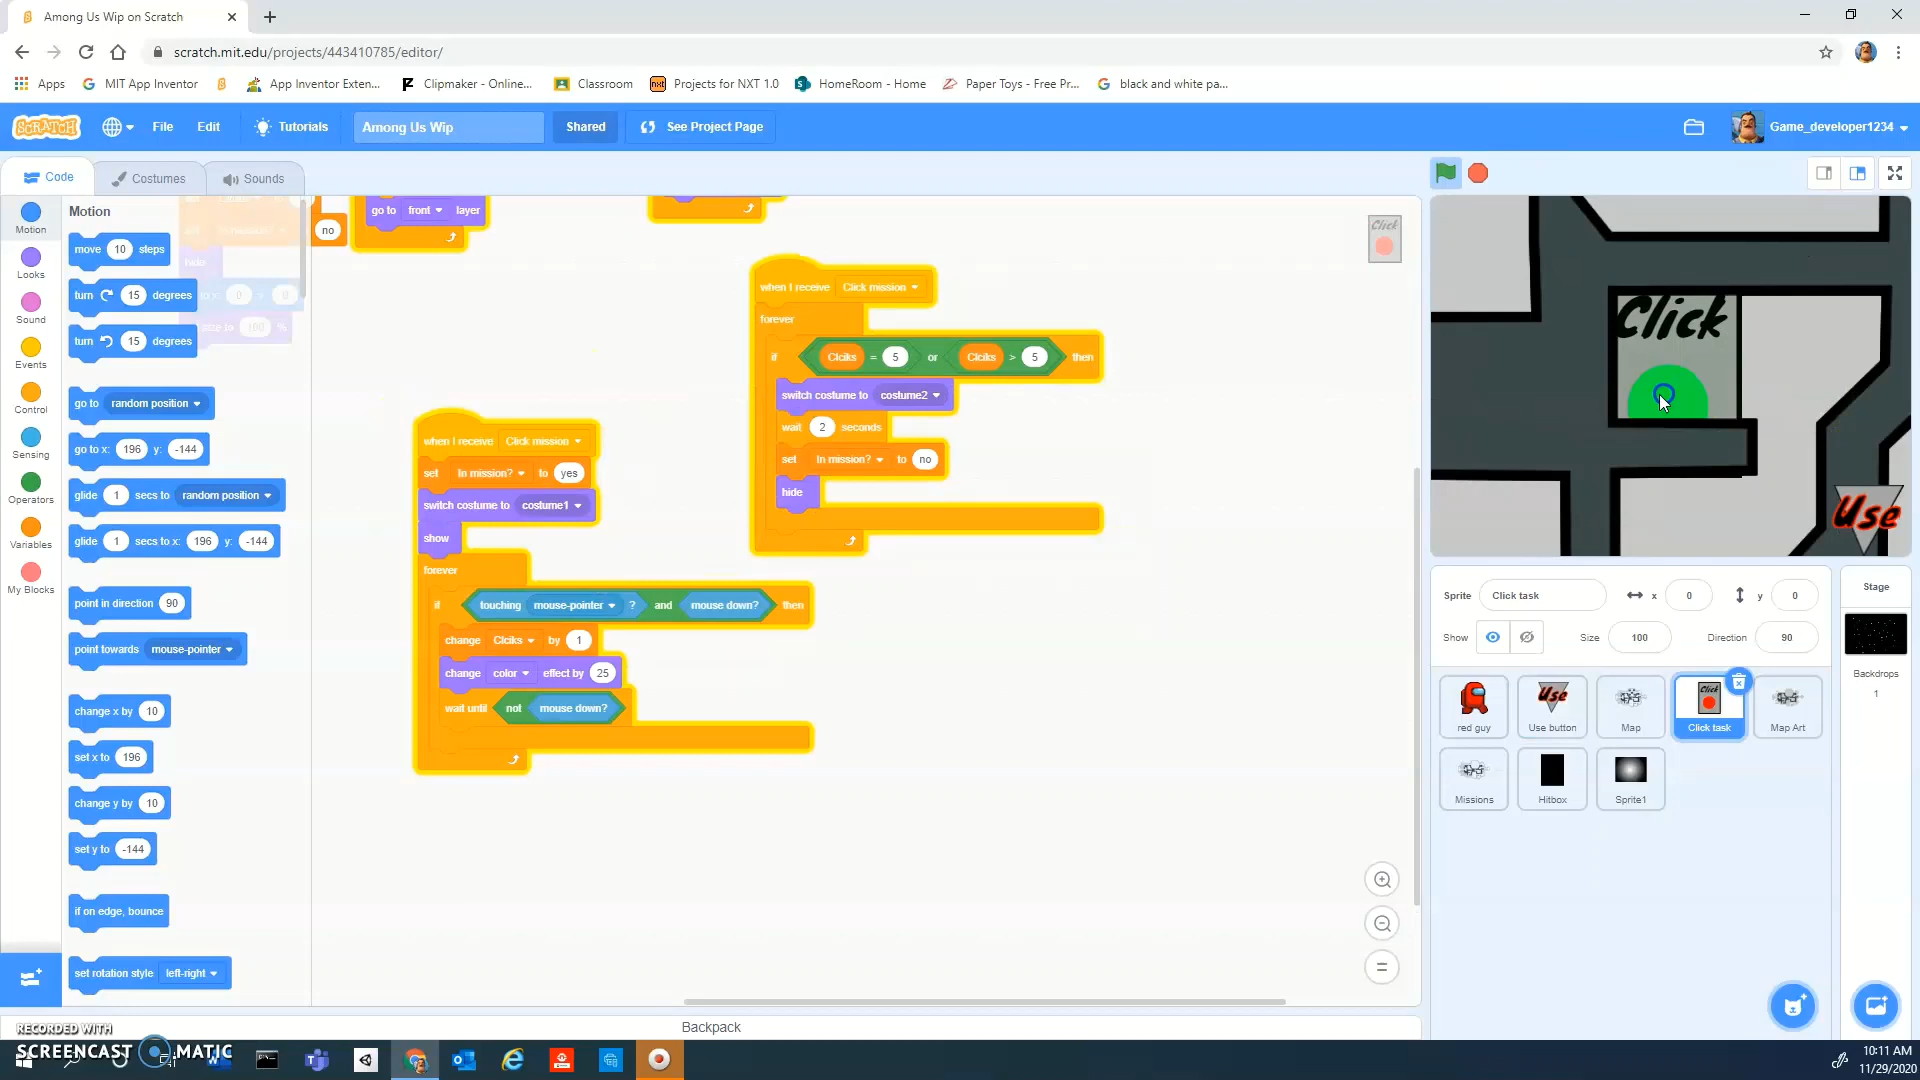 Among Us Wip on Scratch
scratch.mit.edu/projects/443410785/editor/
Apps
MIT App Inventor
App Inventor Exten...
Clipmaker - Online...
Classroom
nxt
Projects for NXT 1.0
HomeRoom - Home
Paper Toys - Free Pr...
black and white pa...
SCRATCH
File
Edit
Tutorials
Among Us Wip
Shared
See Project Page
Game_developer1234
Code
Costumes
Sounds
Motion
Looks
Sound
Events
Control
Sensing
Operators
Variables
My Blocks
Motion
move 10 steps
turn 15 degrees
turn 15 degrees
go to random position
go to x: 196 y: -144
glide 1 secs to random position
glide 1 secs to x: 196 y: -144
point in direction 90
point towards mouse-pointer
change x by 10
set x to 196
change y by 10
set y to -144
if on edge, bounce
set rotation style left-right
no
go to front layer
when I receive Click mission
forever
if Clciks = 5 or Clciks > 5 then
switch costume to costume2
wait 2 seconds
set In mission? to no
hide
when I receive Click mission
set In mission? to yes
switch costume to costume1
show
forever
if touching mouse-pointer ? and mouse down? then
change Clciks by 1
change color effect by 25
wait until not mouse down?
Click
Click
Use
Sprite
Click task
x 0
y 0
Show
Size 100
Direction 90
Stage
Backdrops
1
red guy
Use
Use button
Map
Click
Click task
Map Art
Missions
Hitbox
Sprite1
Backpack
RECORDED WITH
SCREENCAST MATIC
10:11 AM
11/29/2020